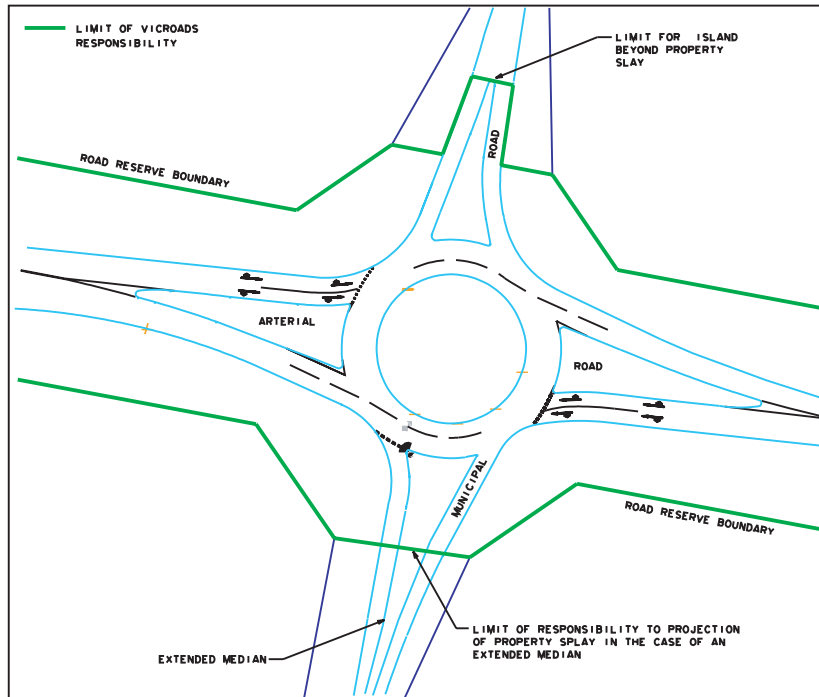 LIMIT OF VICROADS
RESPONSIBILITY
LIMIT FOR ISLAND
BEYOND PROPERTY
SLAY
ROAD
ROAD RESERVE BOUNDARY
ARTERIAL
ROAD
MUNICIPAL
ROAD RESERVE BOUNDARY
LIMIT OF RESPONSIBILITY TO PROJECTION
OF PROPERTY SPLAY IN THE CASE OF AN
EXTENDED MEDIAN
EXTENDED MEDIAN